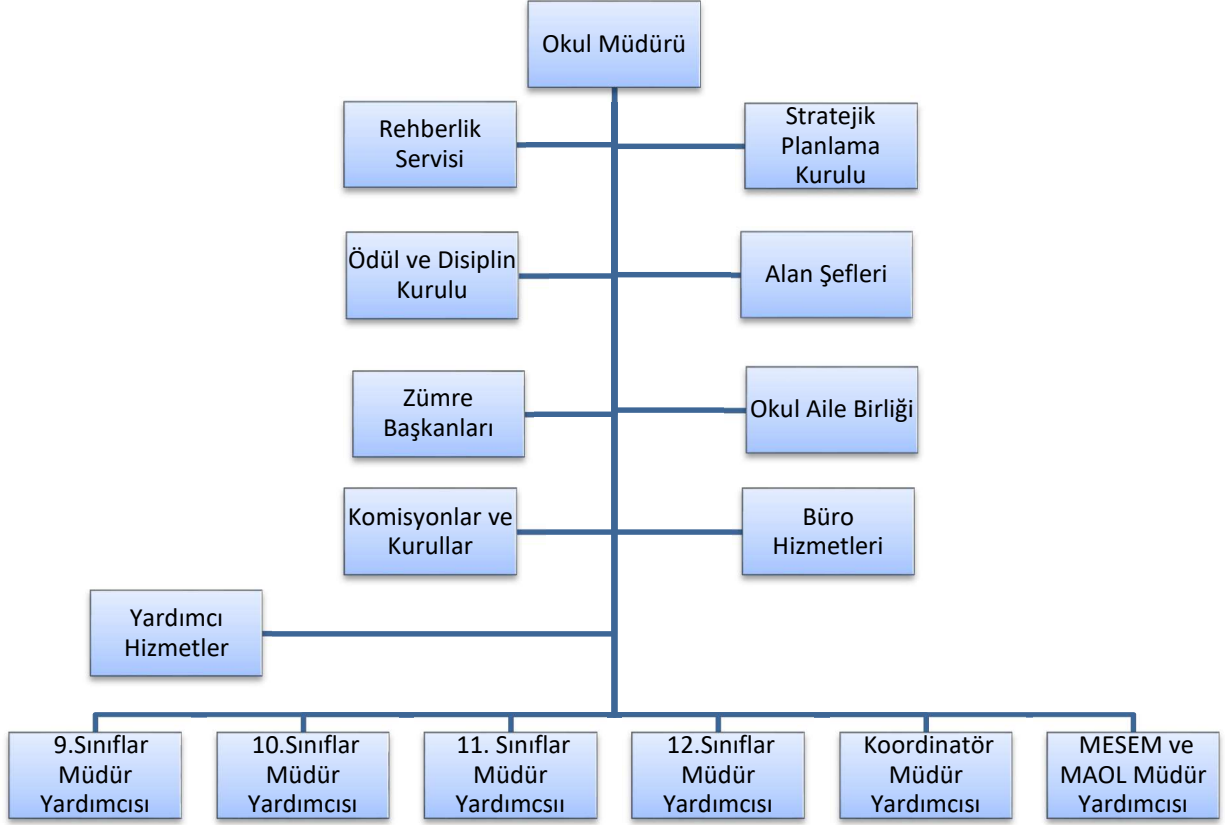 Okul Müdürü
Rehberlik
Servisi
Stratejik
Planlama
Kurulu
Ödül ve Disiplin
Kurulu
Alan Şefleri
Zümre
Başkanları
Okul Aile Birliği
Komisyonlar ve
Kurullar
Büro
Hizmetleri
Yardımcı
Hizmetler
9.Sınıflar
Müdür
Yardımcısı
10.Sınıflar
Müdür
Yardımcısı
11. Sınıflar
Müdür
Yardımcsıı
12.Sınıflar
Müdür
Yardımcısı
Koordinatör
Müdür
Yardımcısı
MESEM ve
MAOL Müdür
Yardımcısı